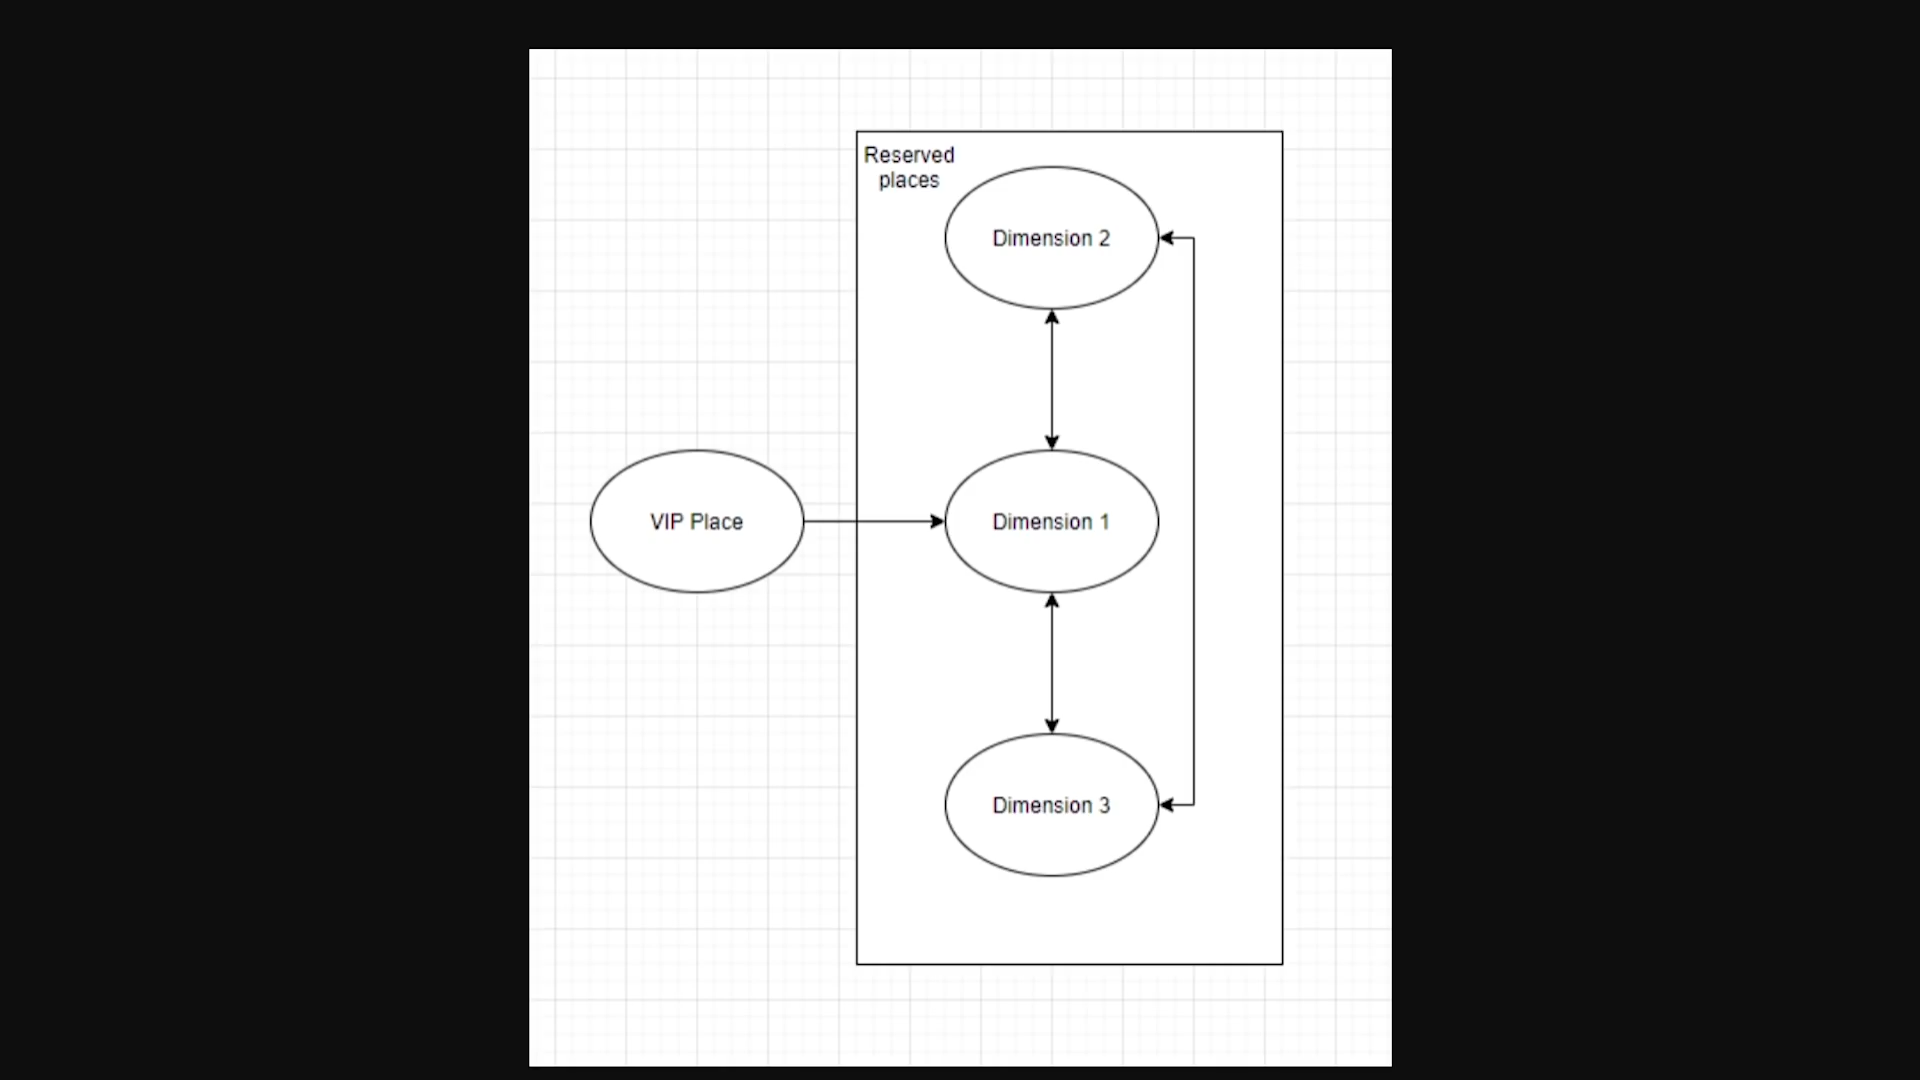 Reserved
places
Dimension 2
VIP Place
Dimension 1
Dimension 3